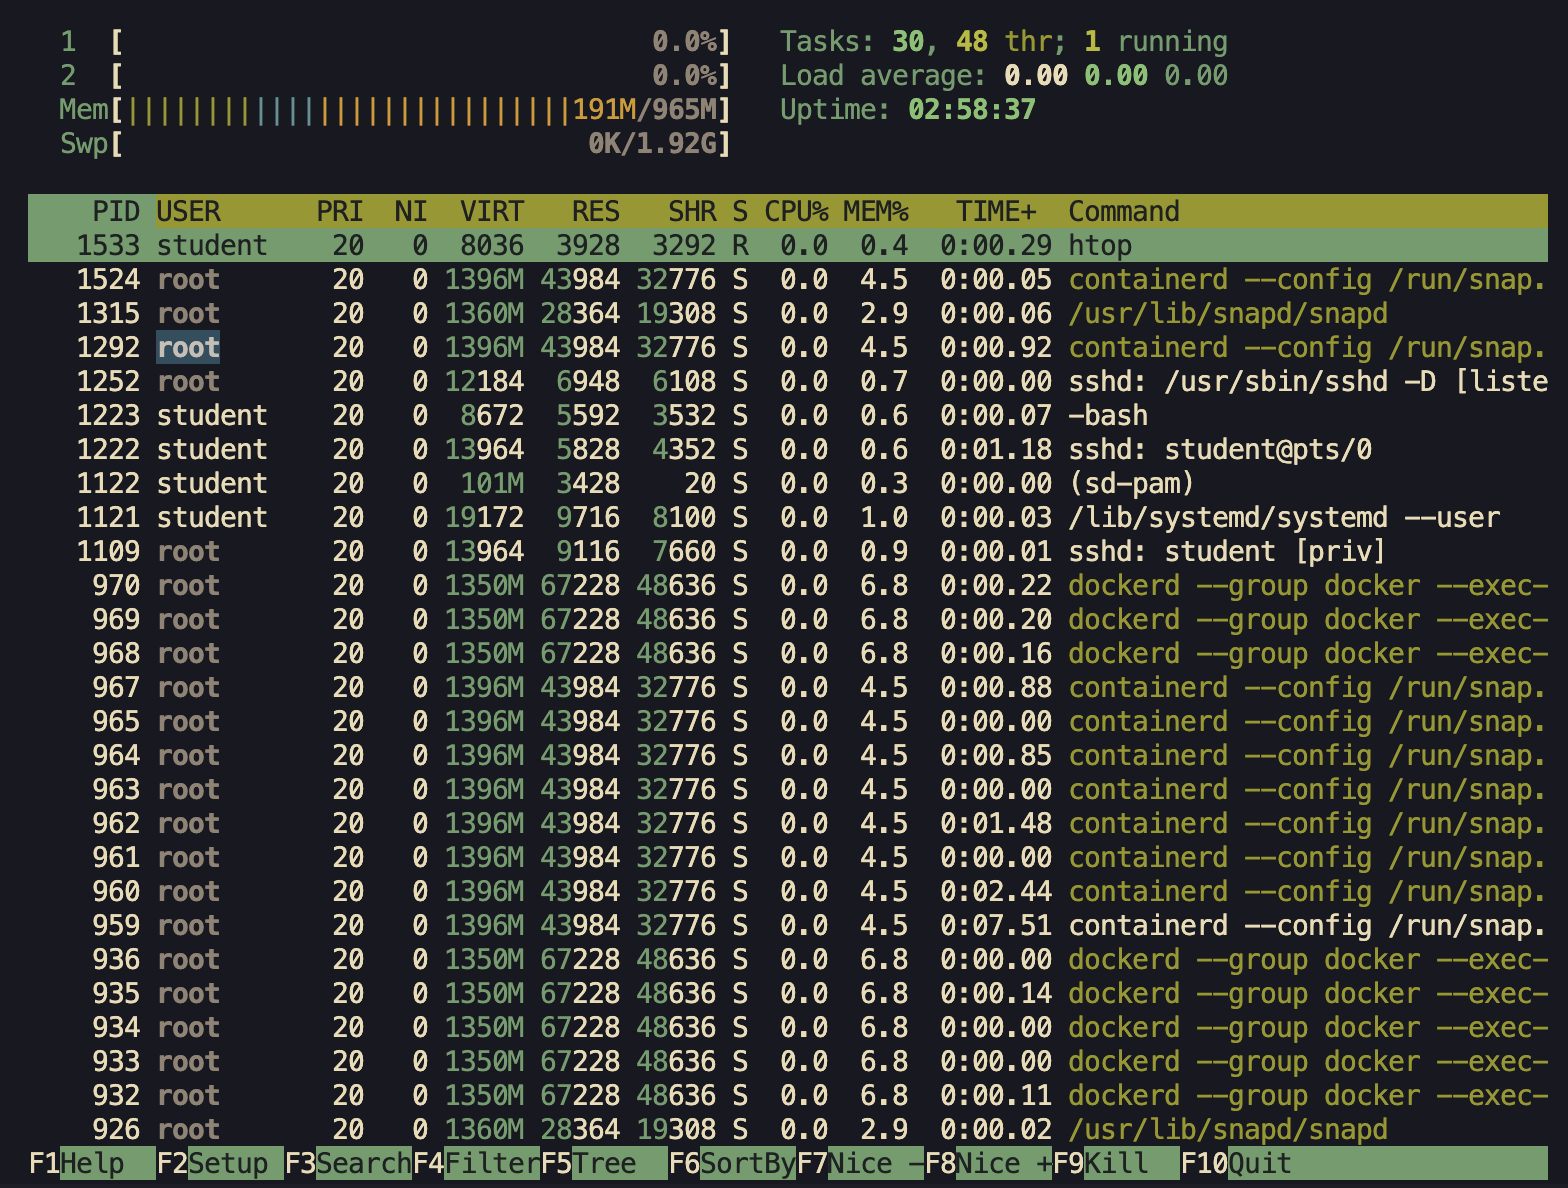 1 [ 0.0%] Tasks: 30, 48 thr; 1 running
2 [ 0.0%] Load average: 0.00 0.00 0.00
Mem[||||||||||||||||||||||||||||191M/965M] Uptime: 02:58:37
Swp[ 0K/1.92G]
PID USER PRI NI VIRT RES SHR S CPU% MEM% TIME+ Command
1533 student 20 0 8036 3928 3292 R 0.0 0.4 0:00.29 htop
1524 root 20 0 1396M 43984 32776 S 0.0 4.5 0:00.05 containerd --config /run/snap.
1315 root 20 0 1360M 28364 19308 S 0.0 2.9 0:00.06 /usr/lib/snapd/snapd
1292 root 20 0 1396M 43984 32776 S 0.0 4.5 0:00.92 containerd --config /run/snap.
1252 root 20 0 12184 6948 6108 S 0.0 0.7 0:00.00 sshd: /usr/sbin/sshd -D [liste
1223 student 20 0 8672 5592 3532 S 0.0 0.6 0:00.07 -bash
1222 student 20 0 13964 5828 4352 S 0.0 0.6 0:01.18 sshd: student@pts/0
1122 student 20 0 101M 3428 20 S 0.0 0.3 0:00.00 (sd-pam)
1121 student 20 0 19172 9716 8100 S 0.0 1.0 0:00.03 /lib/systemd/systemd --user
1109 root 20 0 13964 9116 7660 S 0.0 0.9 0:00.01 sshd: student [priv]
970 root 20 0 1350M 67228 48636 S 0.0 6.8 0:00.22 dockerd --group docker --exec-
969 root 20 0 1350M 67228 48636 S 0.0 6.8 0:00.20 dockerd --group docker --exec-
968 root 20 0 1350M 67228 48636 S 0.0 6.8 0:00.16 dockerd --group docker --exec-
967 root 20 0 1396M 43984 32776 S 0.0 4.5 0:00.88 containerd --config /run/snap.
965 root 20 0 1396M 43984 32776 S 0.0 4.5 0:00.00 containerd --config /run/snap.
964 root 20 0 1396M 43984 32776 S 0.0 4.5 0:00.85 containerd --config /run/snap.
963 root 20 0 1396M 43984 32776 S 0.0 4.5 0:00.00 containerd --config /run/snap.
962 root 20 0 1396M 43984 32776 S 0.0 4.5 0:01.48 containerd --config /run/snap.
961 root 20 0 1396M 43984 32776 S 0.0 4.5 0:00.00 containerd --config /run/snap.
960 root 20 0 1396M 43984 32776 S 0.0 4.5 0:02.44 containerd --config /run/snap.
959 root 20 0 1396M 43984 32776 S 0.0 4.5 0:07.51 containerd --config /run/snap.
936 root 20 0 1350M 67228 48636 S 0.0 6.8 0:00.00 dockerd --group docker --exec-
935 root 20 0 1350M 67228 48636 S 0.0 6.8 0:00.14 dockerd --group docker --exec-
934 root 20 0 1350M 67228 48636 S 0.0 6.8 0:00.00 dockerd --group docker --exec-
933 root 20 0 1350M 67228 48636 S 0.0 6.8 0:00.00 dockerd --group docker --exec-
932 root 20 0 1350M 67228 48636 S 0.0 6.8 0:00.11 dockerd --group docker --exec-
926 root 20 0 1360M 28364 19308 S 0.0 2.9 0:00.02 /usr/lib/snapd/snapd
F1Help F2Setup F3SearchF4FilterF5Tree F6SortByF7Nice -F8Nice +F9Kill F10Quit